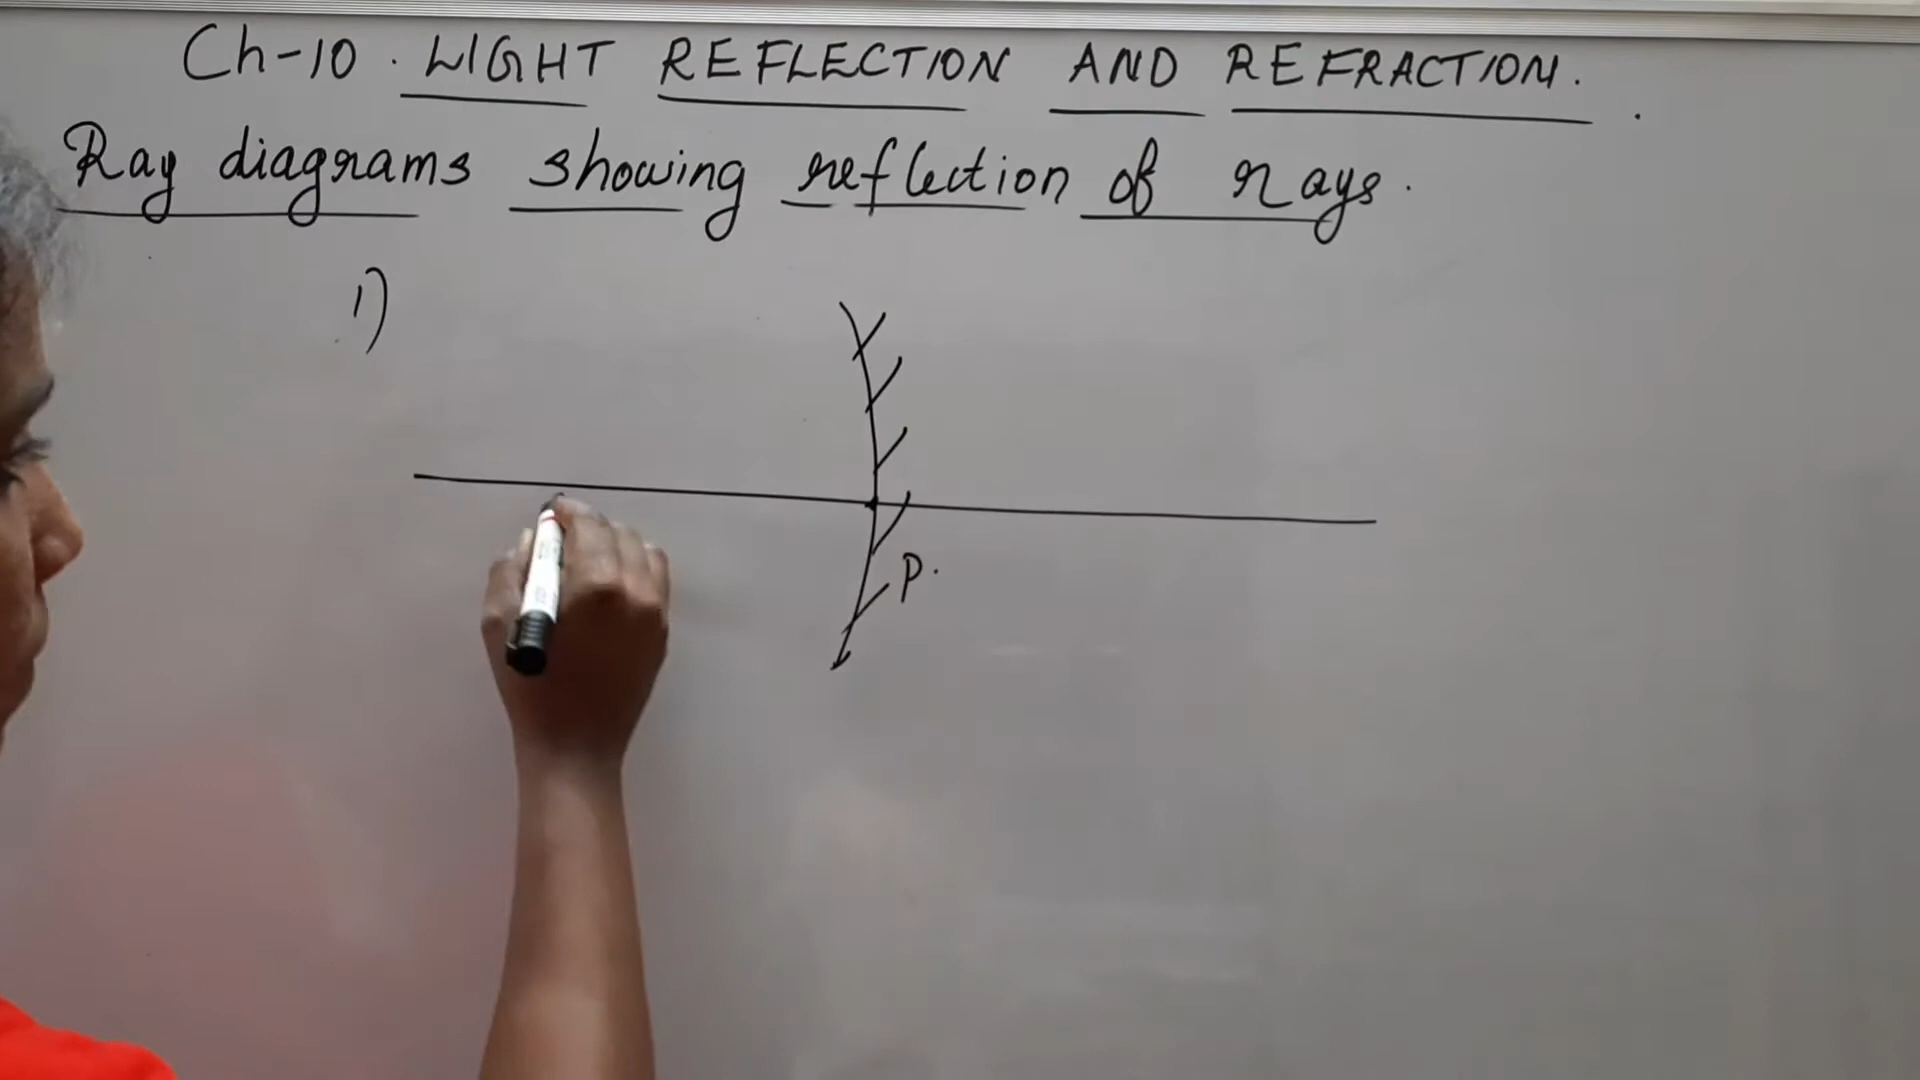 Ch-10. LIGHT REFLECTION AND REFRACTION.
Ray diagrams showing reflection of rays.
1)
P.